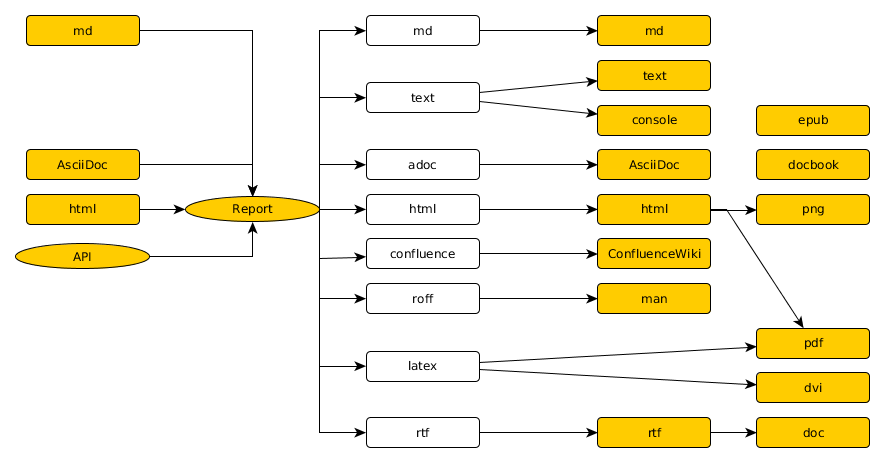 md
AsciiDoc
html
API
Report
md
text
adoc
html
confluence
roff
latex
rtf
md
text
console
AsciiDoc
html
ConfluenceWiki
man
rtf
epub
docbook
png
pdf
dvi
doc